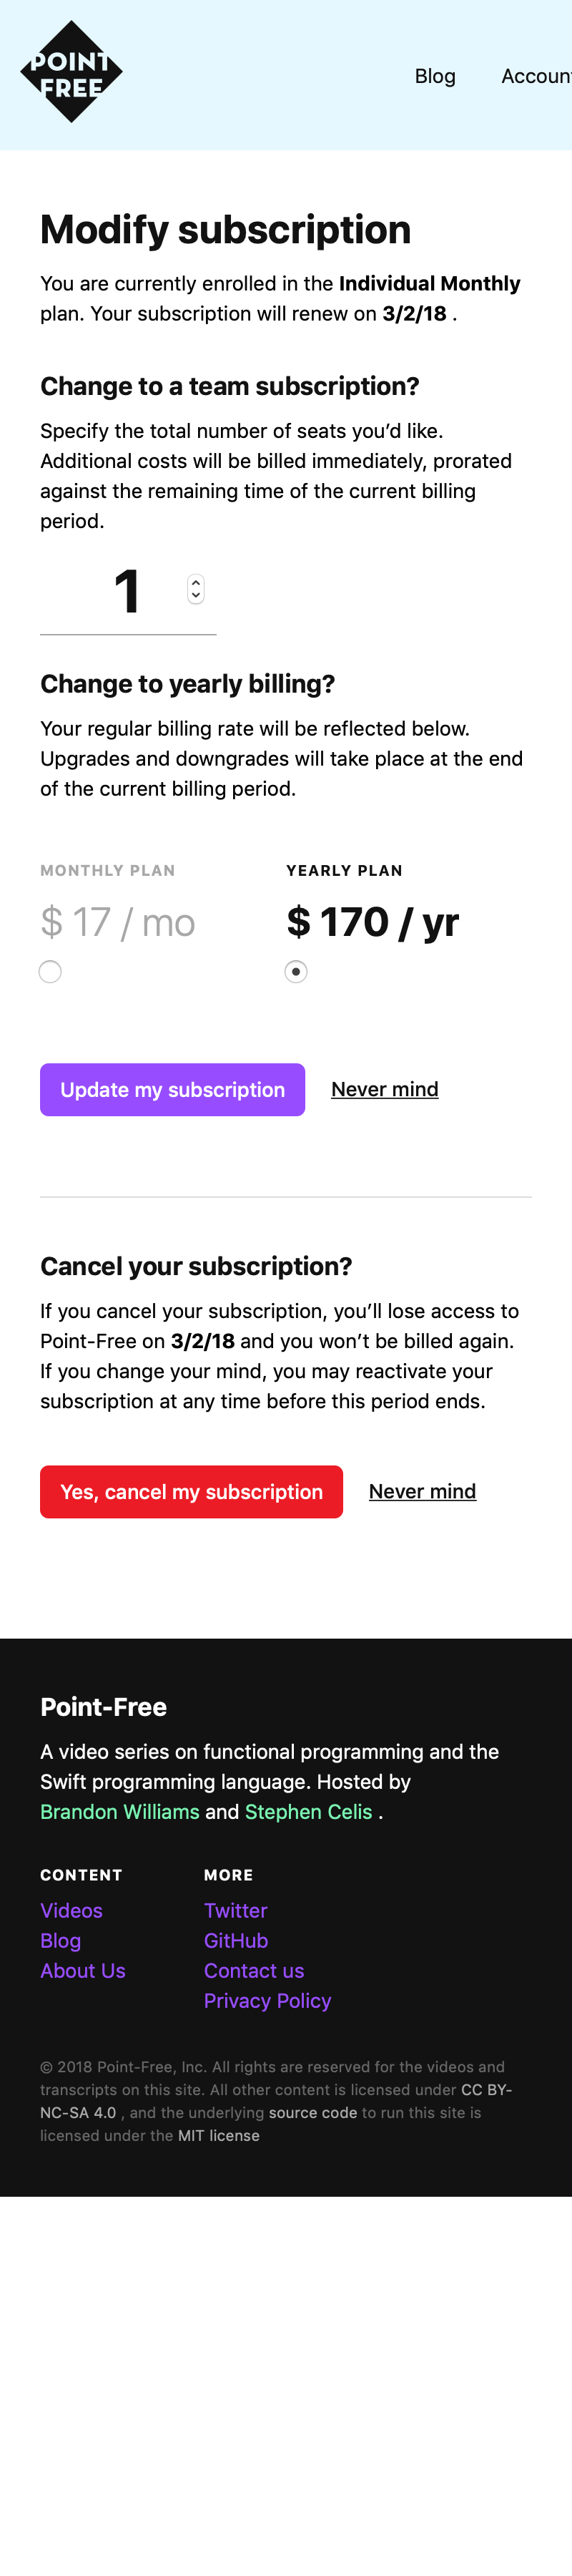 POINT
FREE
Blog
Accoun
Modify subscription
You are currently enrolled in the Individual Monthly
plan. Your subscription will renew on 3/2/18 .
Change to a team subscription?
Specify the total number of seats you’d like.
Additional costs will be billed immediately, prorated
against the remaining time of the current billing
period.
1
Change to yearly billing?
Your regular billing rate will be reflected below.
Upgrades and downgrades will take place at the end
of the current billing period.
MONTHLY PLAN
$ 17 / mo
YEARLY PLAN
$ 170 / yr
Update my subscription
Never mind
Cancel your subscription?
If you cancel your subscription, you’ll lose access to
Point-Free on 3/2/18 and you won’t be billed again.
If you change your mind, you may reactivate your
subscription at any time before this period ends.
Yes, cancel my subscription
Never mind
Point-Free
A video series on functional programming and the
Swift programming language. Hosted by
Brandon Williams and Stephen Celis .
CONTENT
Videos
Blog
About Us
MORE
Twitter
GitHub
Contact us
Privacy Policy
© 2018 Point-Free, Inc. All rights are reserved for the videos and
transcripts on this site. All other content is licensed under CC BY-
NC-SA 4.0 , and the underlying source code to run this site is
licensed under the MIT license